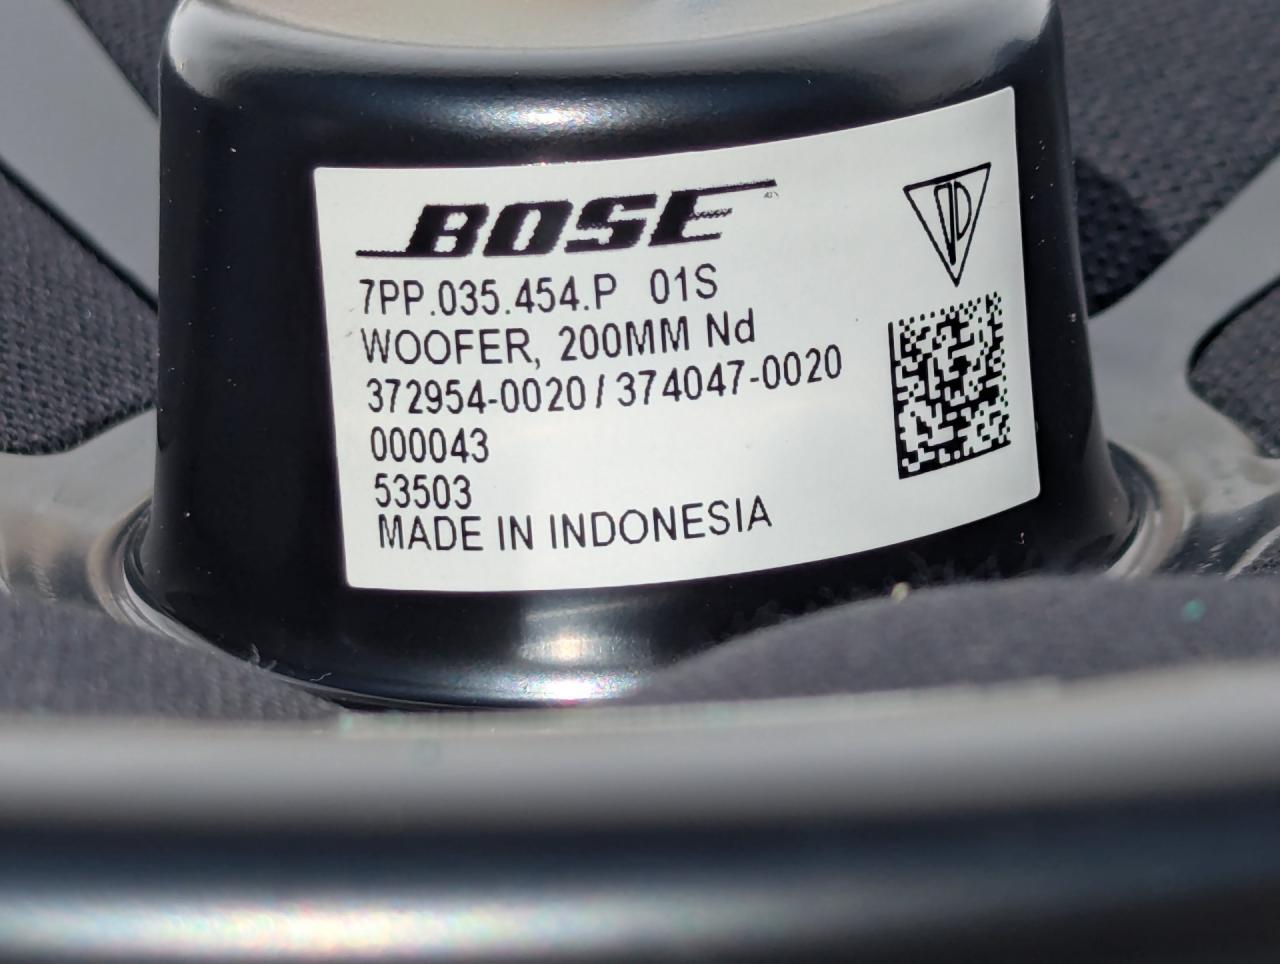 BOSE
7PP.035.454.P 01S
WOOFER, 200MM Nd
372954-0020 / 374047-0020
000043
53503
MADE IN INDONESIA